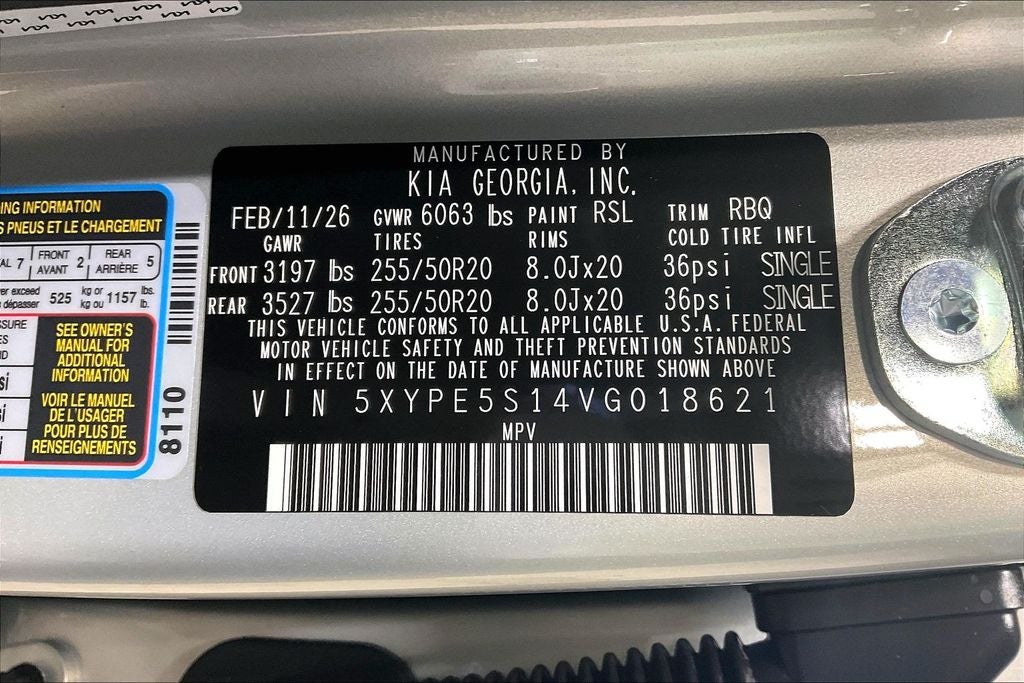 MANUFACTURED BY
KIA GEORGIA, INC.
FEB/11/26 GVWR 6063 lbs PAINT RSL TRIM RBQ
GAWR TIRES RIMS COLD TIRE INFL
FRONT 3197 lbs 255/50R20 8.0Jx20 36psi SINGLE
REAR 3527 lbs 255/50R20 8.0Jx20 36psi SINGLE
THIS VEHICLE CONFORMS TO ALL APPLICABLE U.S.A. FEDERAL
MOTOR VEHICLE SAFETY AND THEFT PREVENTION STANDARDS
IN EFFECT ON THE DATE OF MANUFACTURE SHOWN ABOVE
VIN 5XYPE5S14VG018621
MPV
INFORMATION
PNEUS ET LE CHARGEMENT
7 FRONT AVANT 2 REAR ARRIÈRE 5
exceed dépasser 525 kg or kg ou 1157 lbs. lb.
SEE OWNER'S
MANUAL FOR
ADDITIONAL
INFORMATION
VOIR LE MANUEL
DE L'USAGER
POUR PLUS DE
RENSEIGNEMENTS
8110